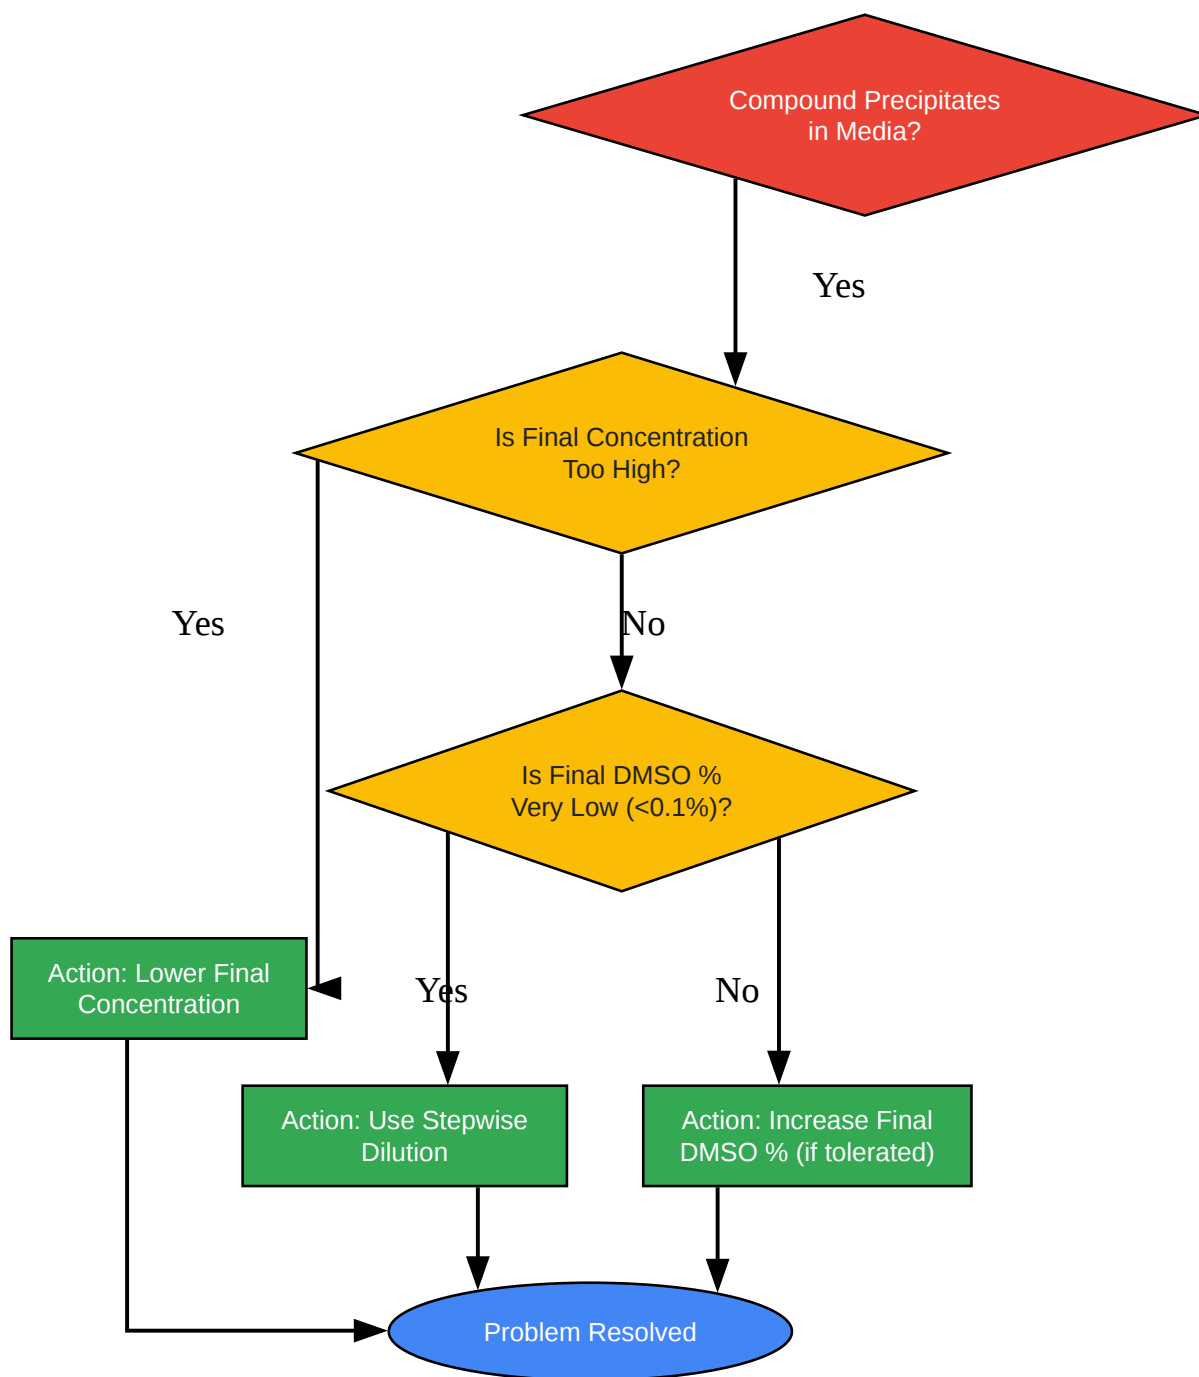 Compound Precipitates
in Media?
Yes
Is Final Concentration
Too High?
Yes
No
Is Final DMSO %
Very Low (<0.1%)?
Action: Lower Final
Concentration
Yes
No
Action: Use Stepwise
Dilution
Action: Increase Final
DMSO % (if tolerated)
Problem Resolved